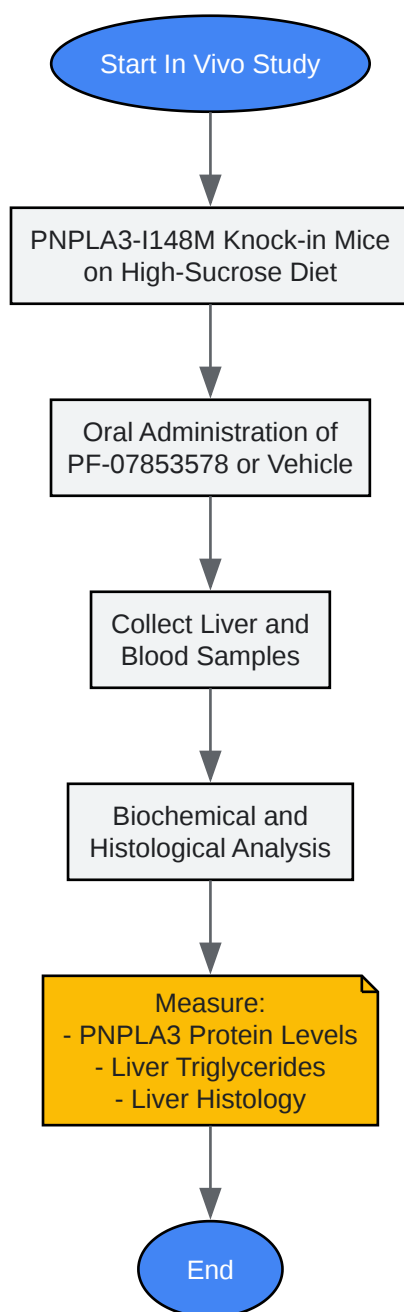 Start In Vivo Study
PNPLA3-I148M Knock-in Mice
on High-Sucrose Diet
Oral Administration of
PF-07853578 or Vehicle
Collect Liver and
Blood Samples
Biochemical and
Histological Analysis
Measure:
- PNPLA3 Protein Levels
- Liver Triglycerides
- Liver Histology
End